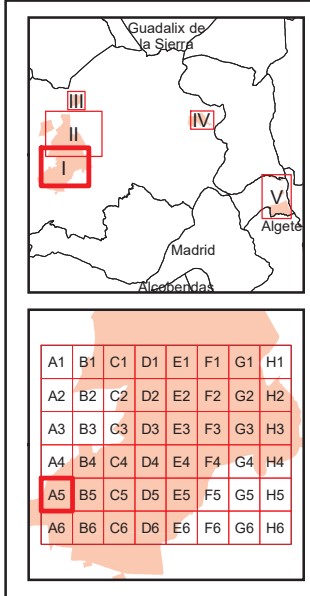 Guadalix de
la Sierra
III
IV
II
I
V
Algete
Madrid
Alcobendas
A1 B1 C1 D1 E1 F1 G1 H1
A2 B2 C2 D2 E2 F2 G2 H2
A3 B3 C3 D3 E3 F3 G3 H3
A4 B4 C4 D4 E4 F4 G4 H4
A5 B5 C5 D5 E5 F5 G5 H5
A6 B6 C6 D6 E6 F6 G6 H6